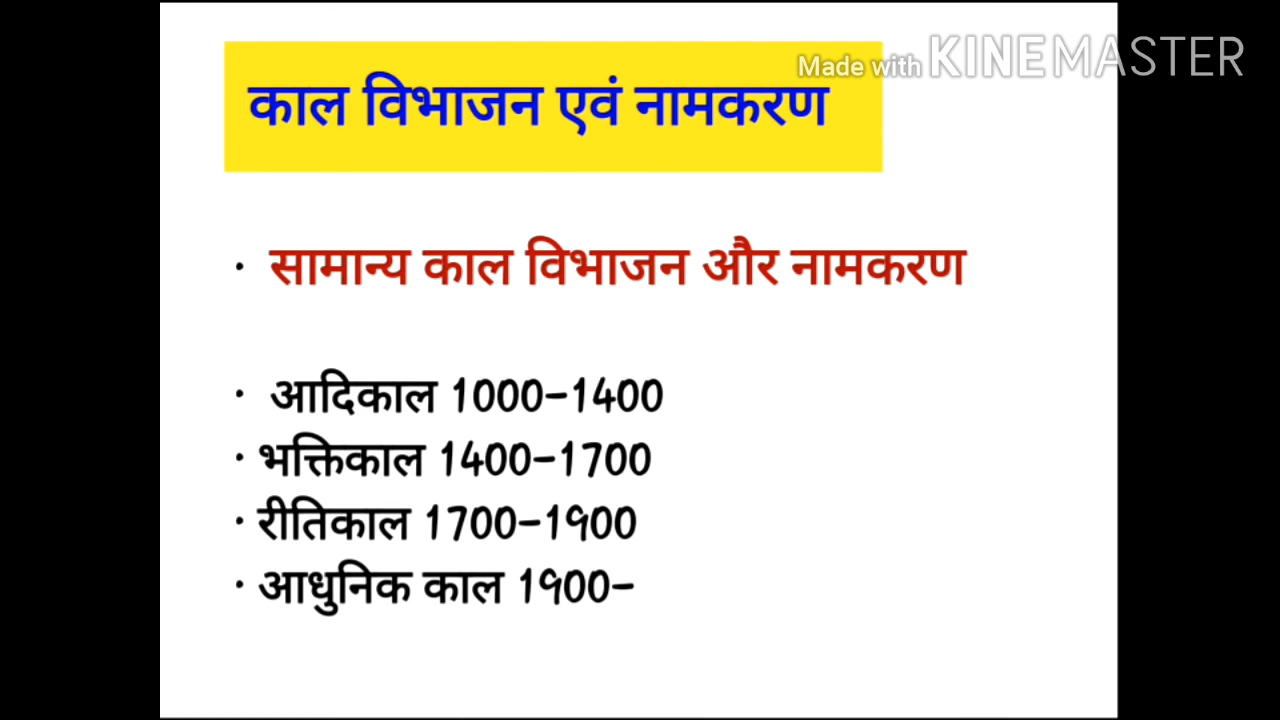 Made with KINEMASTER
काल विभाजन एवं नामकरण
· सामान्य काल विभाजन और नामकरण
· आदिकाल 1000-1400
· भक्तिकाल 1400-1700
· रीतिकाल 1700-1900
· आधुनिक काल 1900-